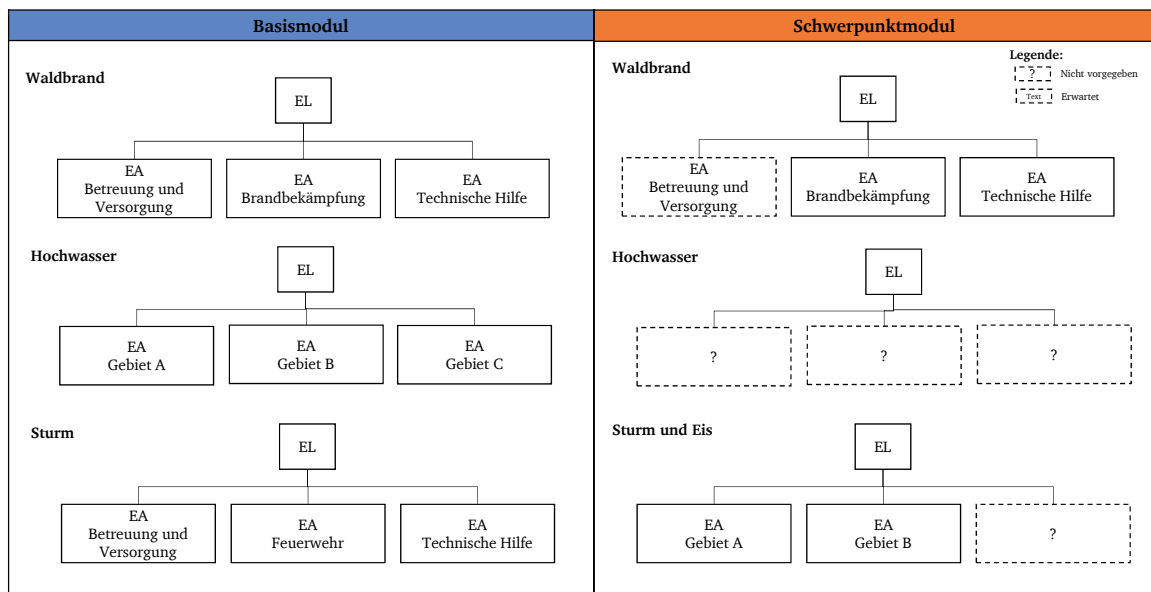 Basismodul
Waldbrand
EL
EA
Betreuung und
Versorgung
EA
Brandbekämpfung
EA
Technische Hilfe
Hochwasser
EL
EA
Gebiet A
EA
Gebiet B
EA
Gebiet C
Sturm
EL
EA
Betreuung und
Versorgung
EA
Feuerwehr
EA
Technische Hilfe
Schwerpunktmodul
Legende:
? Nicht vorgegeben
Text Erwartet
Waldbrand
EL
EA
Betreuung und
Versorgung
EA
Brandbekämpfung
EA
Technische Hilfe
Hochwasser
EL
?
?
?
Sturm und Eis
EL
EA
Gebiet A
EA
Gebiet B
?